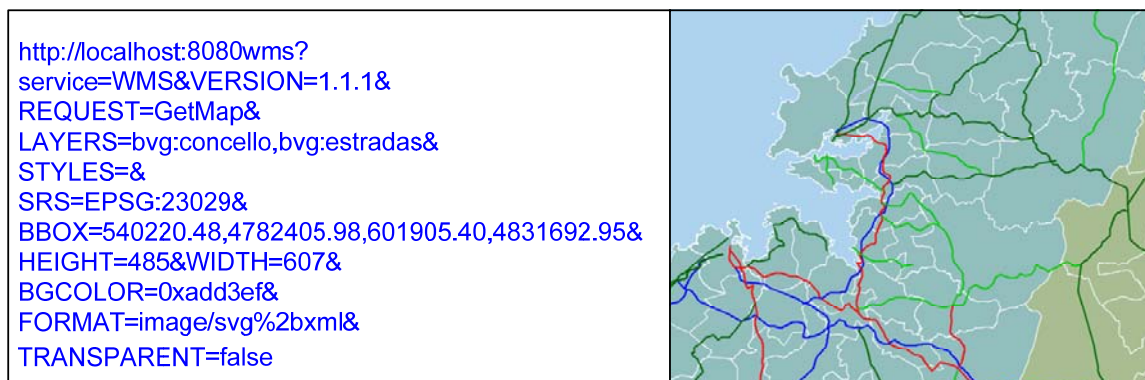 http://localhost:8080wms?
service=WMS&VERSION=1.1.1&
REQUEST=GetMap&
LAYERS=bvg:concello,bvg:estradas&
STYLES=&
SRS=EPSG:23029&
BBOX=540220.48,4782405.98,601905.40,4831692.95&
HEIGHT=485&WIDTH=607&
BGCOLOR=0xadd3ef&
FORMAT=image/svg%2bxml&
TRANSPARENT=false